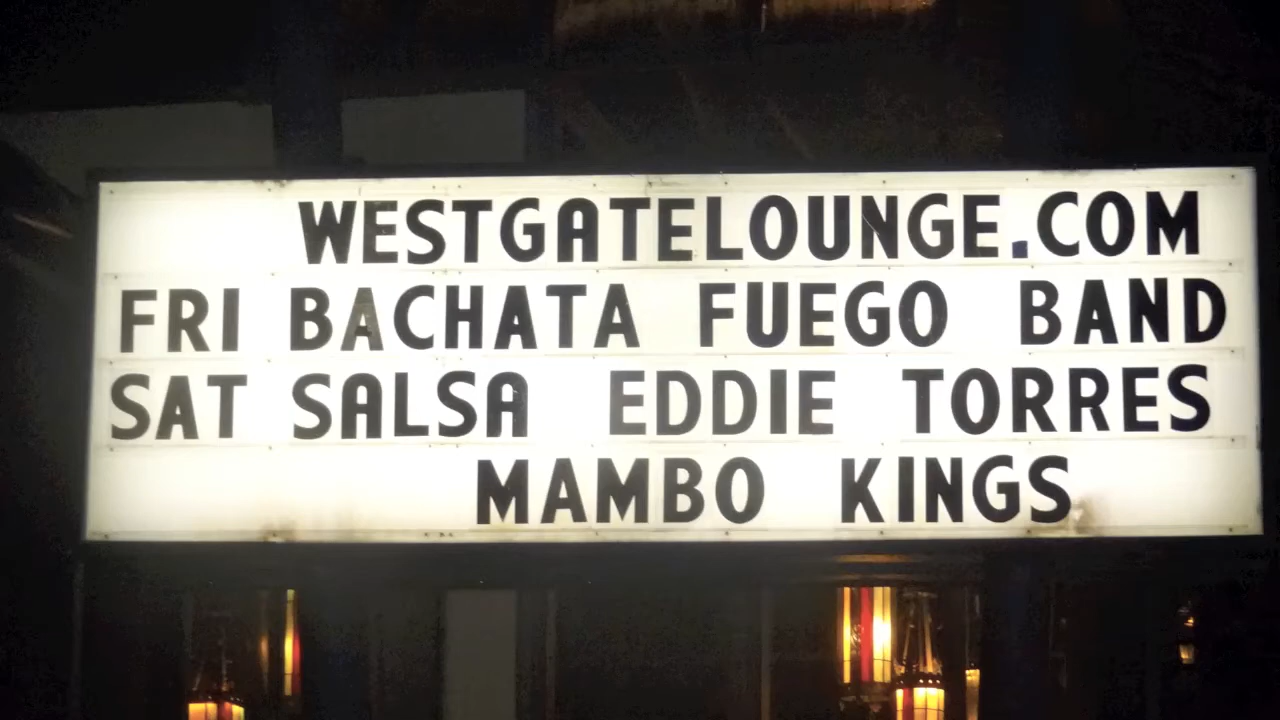 WESTGATELOUNGE.COM
FRI BACHATA FUEGO BAND
SAT SALSA EDDIE TORRES
MAMBO KINGS